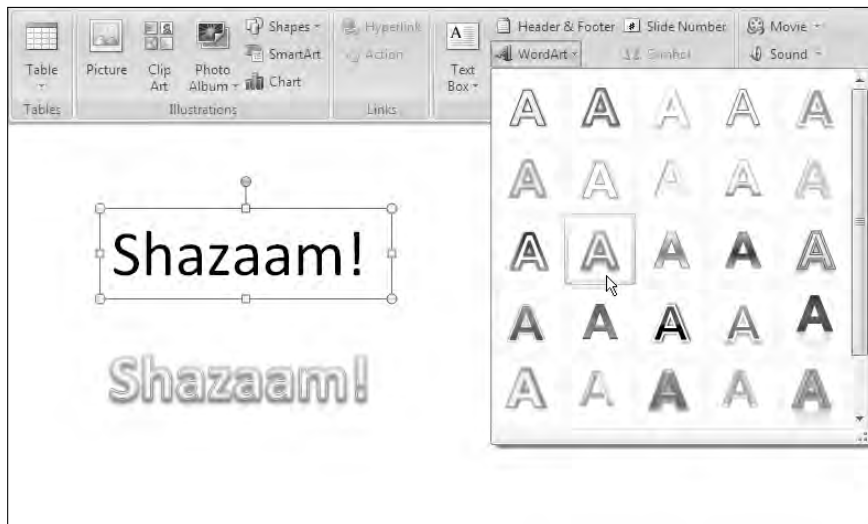 Shapes
Hyperlink
Header & Footer
# Slide Number
Movie
SmartArt
Action
A
WordArt
Symbol
Sound
Table
Picture
Clip Art
Photo Album
Chart
Text Box
Tables
Illustrations
Links
A A A A A
A A A A A
Shazaam!
A A A A A
A A A A A
Shazaam!
A A A A A